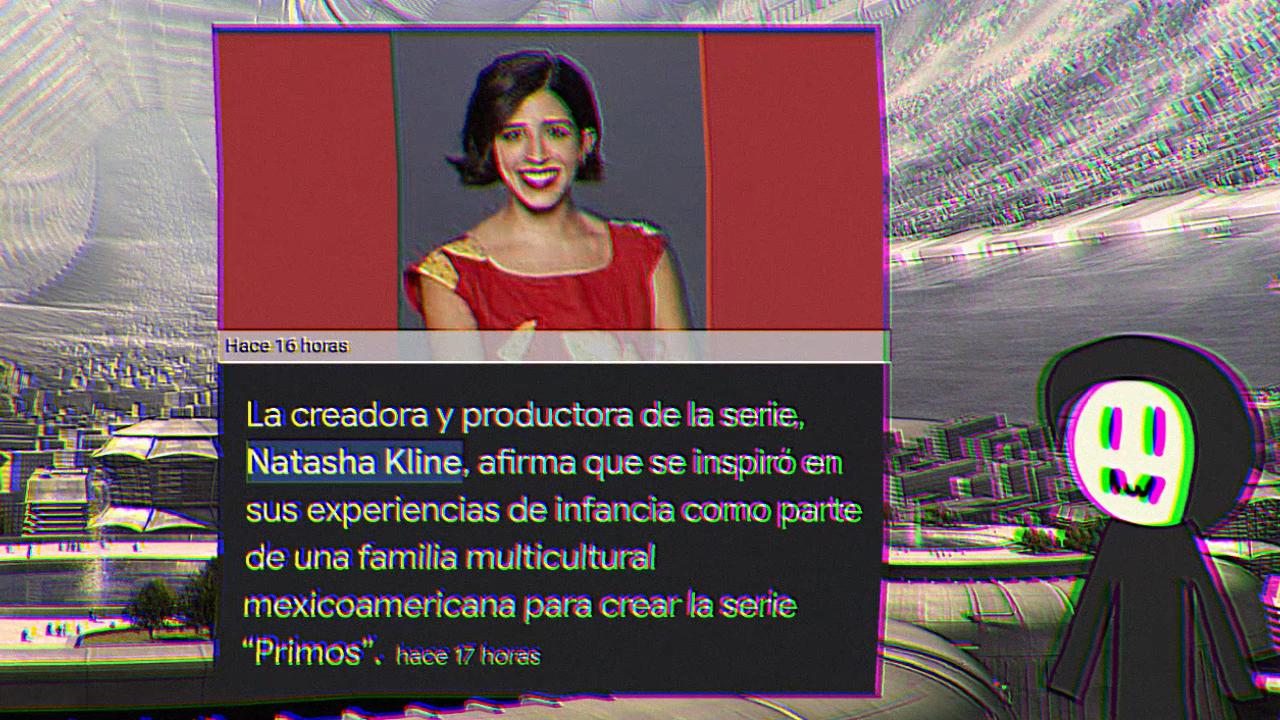 Hace 16 horas
La creadora y productora de la serie,
Natasha Kline, afirma que se inspiró en
sus experiencias de infancia como parte
de una familia multicultural
mexicoamericana para crear la serie
“Primos”. hace 17 horas